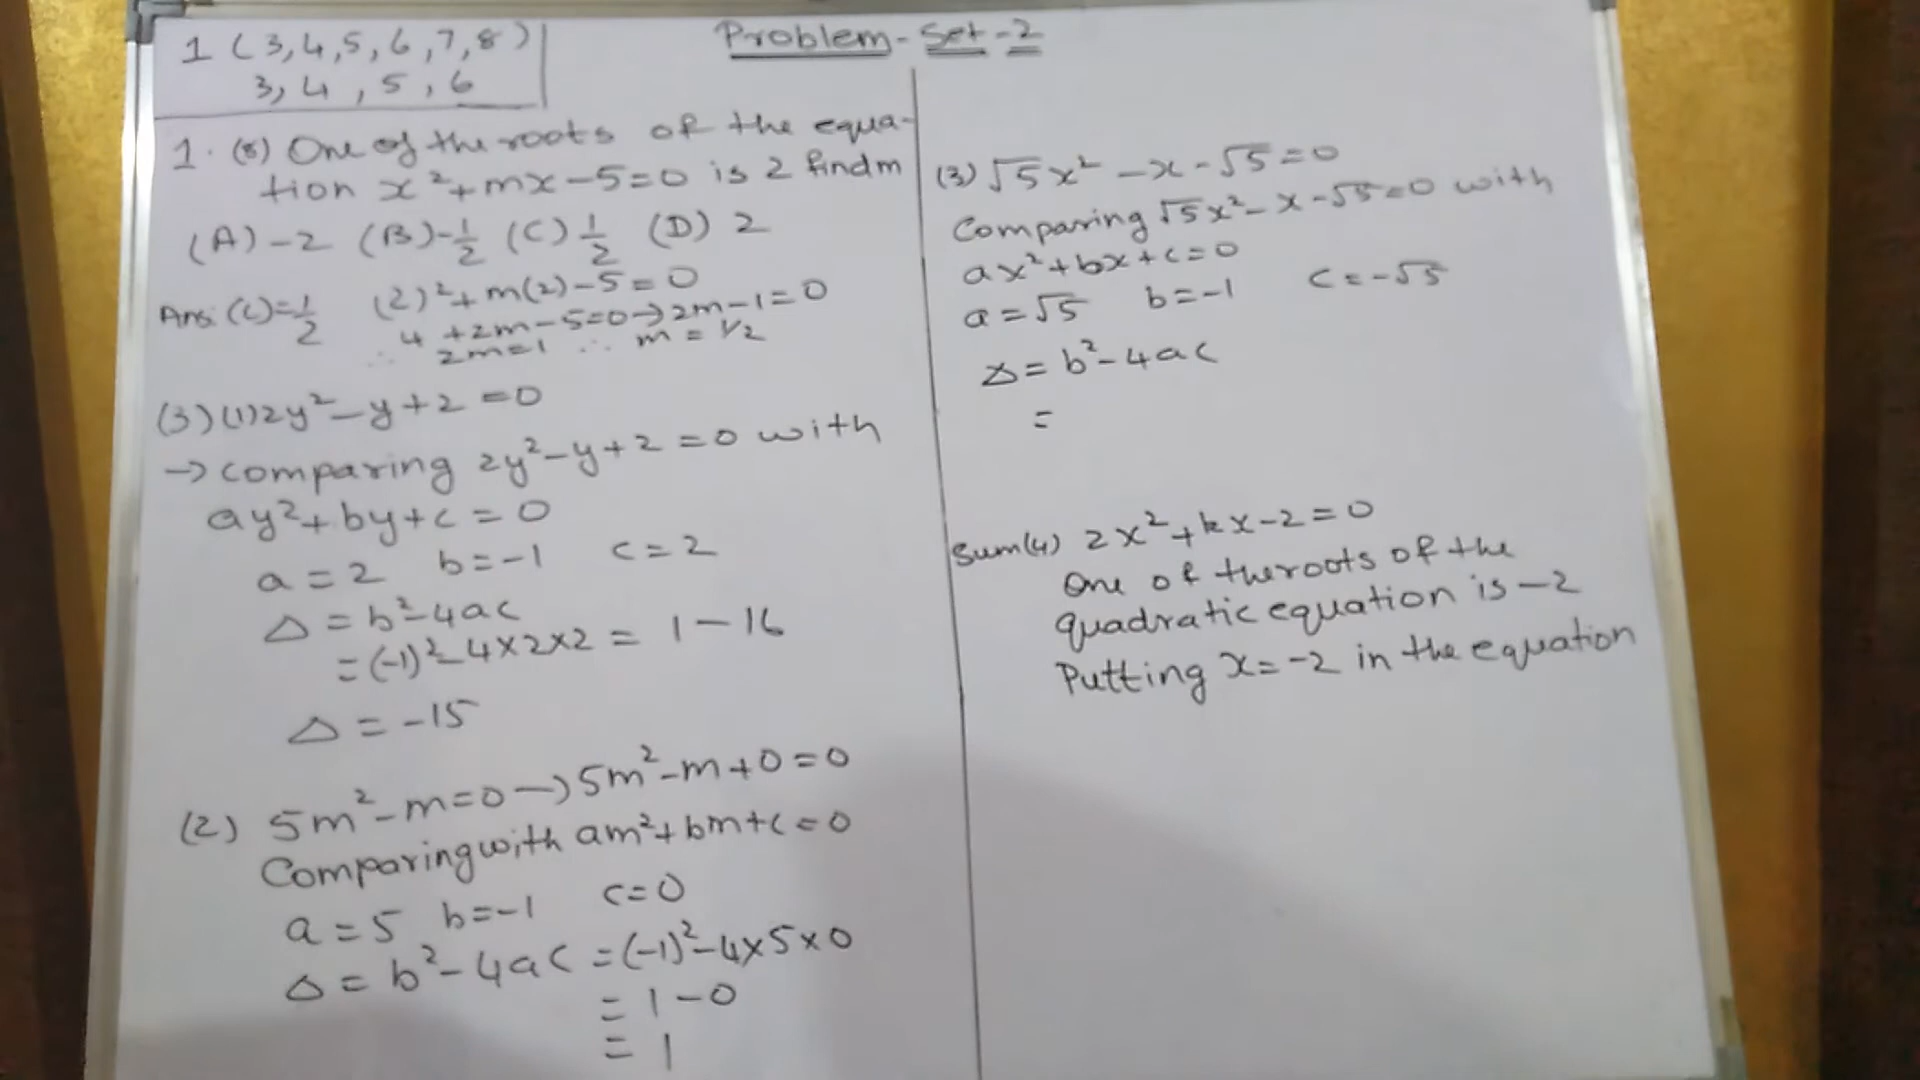 1 (3,4,5,6,7,8)
3, 4, 5, 6
Problem-Set-2
1. (8) One of the roots of the equa-
tion x²+mx-5=0 is 2 find m
(A)-2 (B)-1/2 (C) 1/2 (D) 2
Ans. (C)=1/2 (2)²+m(2)-5=0
4+2m-5=0→2m-1=0
∴ 2m=1 ∴ m=1/2
(3)(1)2y²-y+2=0
→comparing 2y²-y+2=0 with
ay²+by+c=0
a=2 b=-1 c=2
Δ=b²-4ac
=(-1)²-4×2×2=1-16
Δ=-15
(2) 5m²-m=0→5m²-m+0=0
Comparing with am²+bm+c=0
a=5 b=-1 c=0
Δ=b²-4ac=(-1)²-4×5×0
=1-0
=1
(3)√5x²-x-√5=0
Comparing √5x²-x-√5=0 with
ax²+bx+c=0
a=√5 b=-1 c=-√5
Δ=b²-4ac
=
Sum(4) 2x²+kx-2=0
One of the roots of the
quadratic equation is -2
Putting x=-2 in the equation